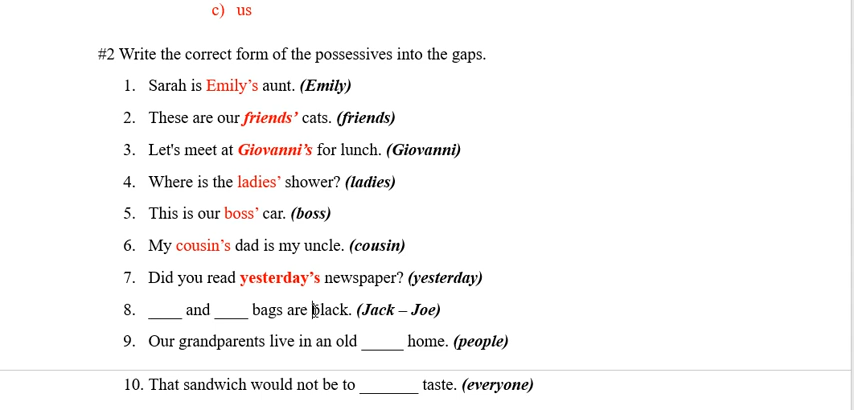 c) us
#2 Write the correct form of the possessives into the gaps.
1. Sarah is Emily’s aunt. (Emily)
2. These are our friends’ cats. (friends)
3. Let's meet at Giovanni’s for lunch. (Giovanni)
4. Where is the ladies’ shower? (ladies)
5. This is our boss’ car. (boss)
6. My cousin’s dad is my uncle. (cousin)
7. Did you read yesterday’s newspaper? (yesterday)
8. ____ and ____ bags are black. (Jack – Joe)
9. Our grandparents live in an old _____ home. (people)
10. That sandwich would not be to _______ taste. (everyone)